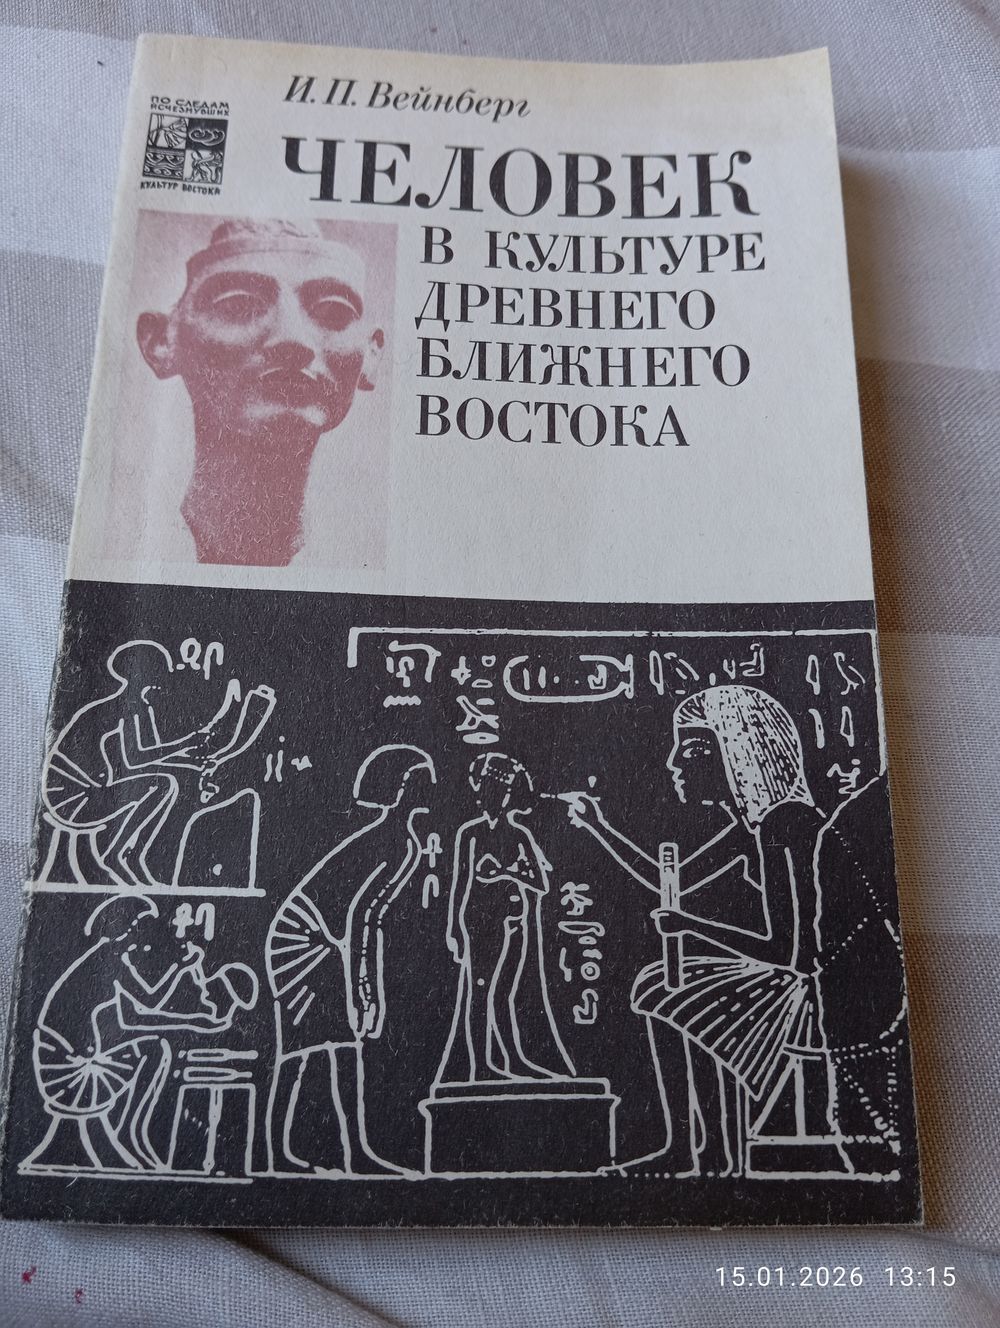 И. П. Вейнберг
ПО СЛЕДАМ
ИСЧЕЗНУВШИХ
КУЛЬТУР ВОСТОКА
ЧЕЛОВЕК
В КУЛЬТУРЕ
ДРЕВНЕГО
БЛИЖНЕГО
ВОСТОКА
15.01.2026 13:15